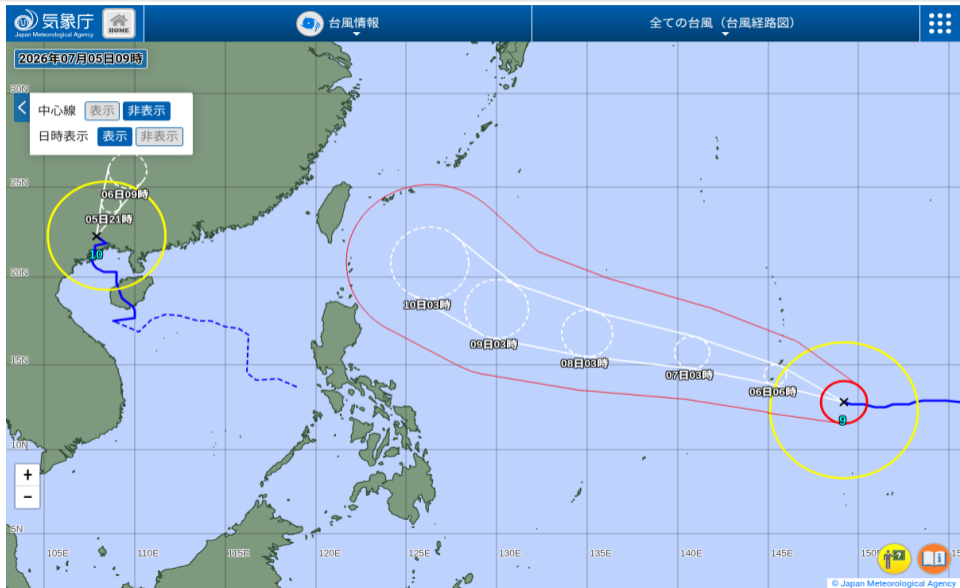 気象庁
Japan Meteorological Agency
HOME
台風情報
全ての台風（台風経路図）
2026年07月05日09時
30N
中心線 表示 非表示
日時表示 表示 非表示
25N
06日09時
05日21時
10
20N
10日03時
09日03時
08日03時
15N
07日03時
06日06時
9
10N
+
−
5N
105E
110E
115E
120E
125E
130E
135E
140E
145E
150
© Japan Meteorological Agency